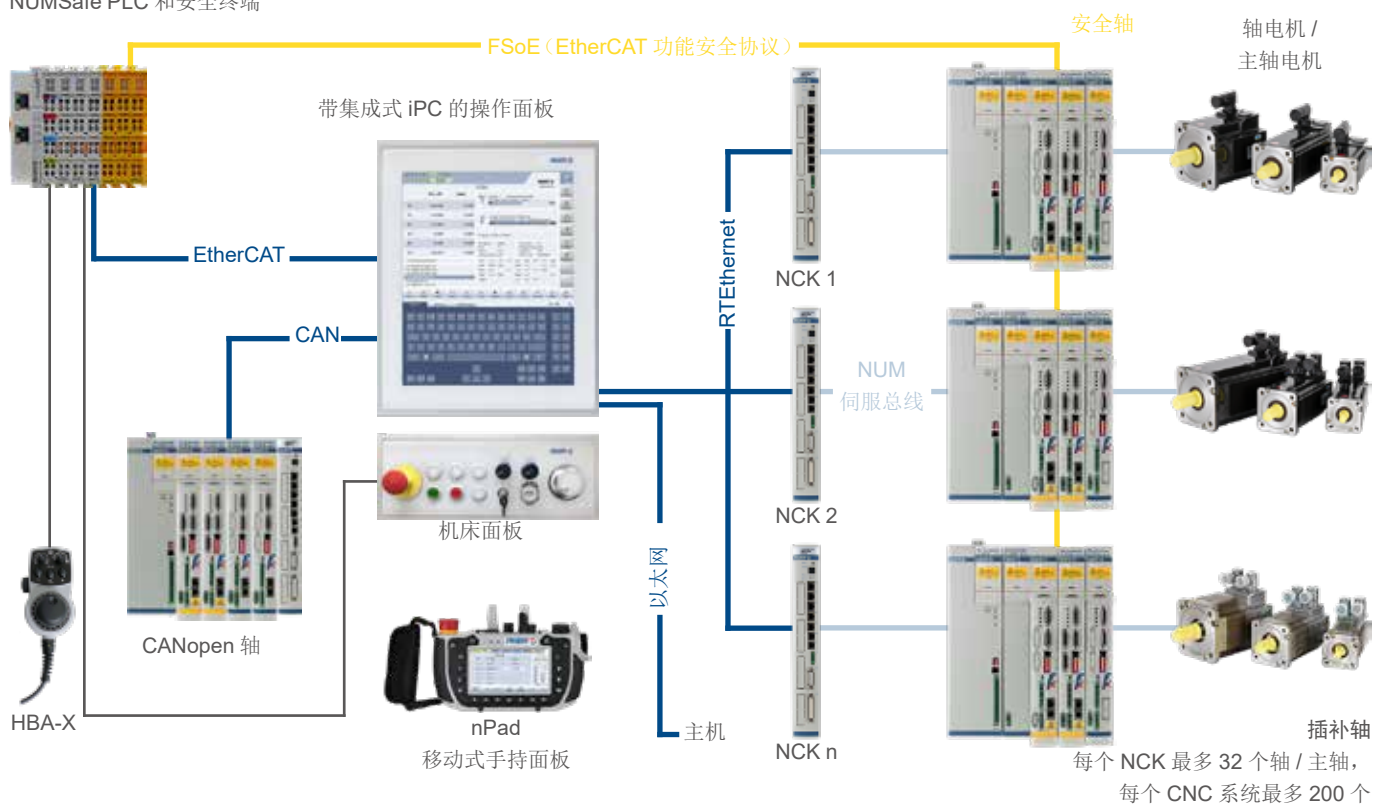 NUMSafe PLC 和安全终端
FSoE（EtherCAT 功能安全协议）
安全轴
轴电机 /
主轴电机
带集成式 iPC 的操作面板
EtherCAT
CAN
RTEthernet
NCK 1
NUM
伺服总线
NCK 2
机床面板
以太网
CANopen 轴
HBA-X
nPad
移动式手持面板
主机
NCK n
插补轴
每个 NCK 最多 32 个轴 / 主轴，
每个 CNC 系统最多 200 个